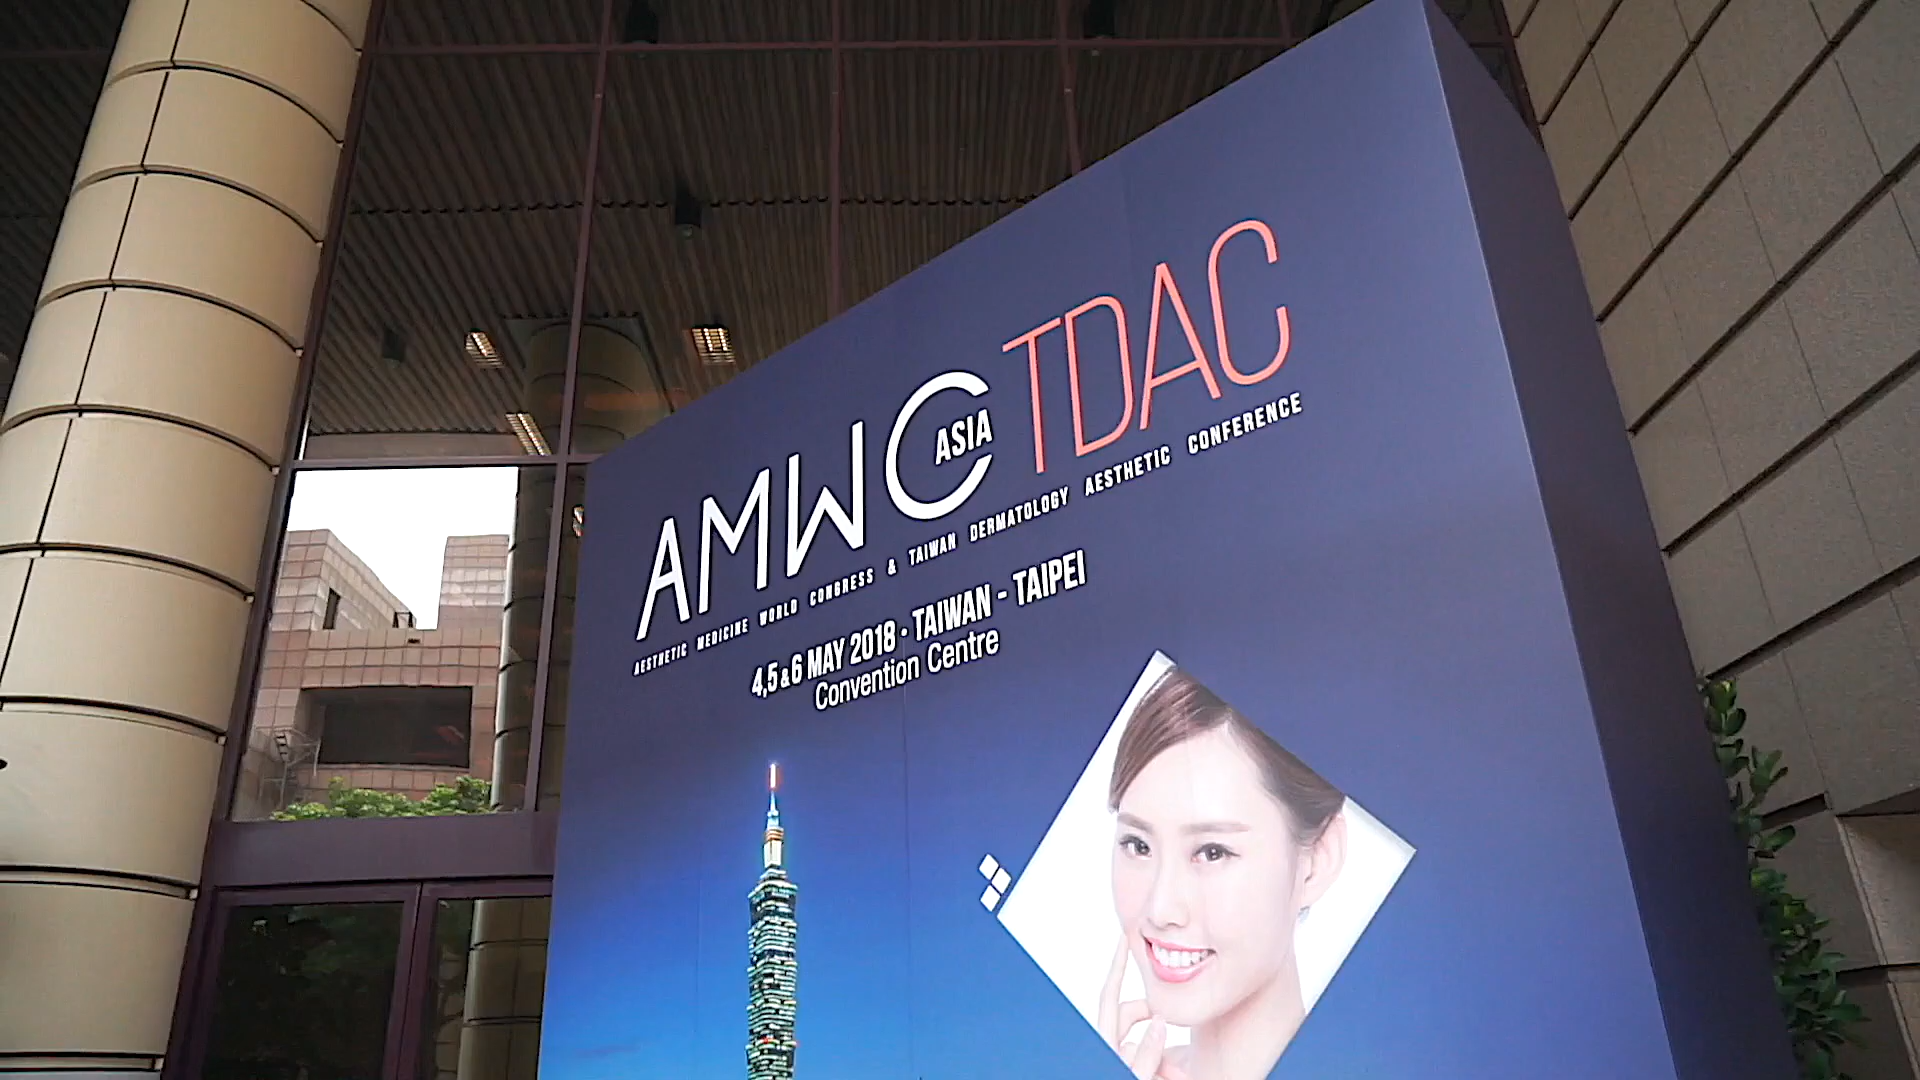 AMWC ASIA TDAC
AESTHETIC MEDICINE WORLD CONGRESS & TAIWAN DERMATOLOGY AESTHETIC CONFERENCE
4,5&6 MAY 2018 · TAIWAN - TAIPEI
Convention Centre